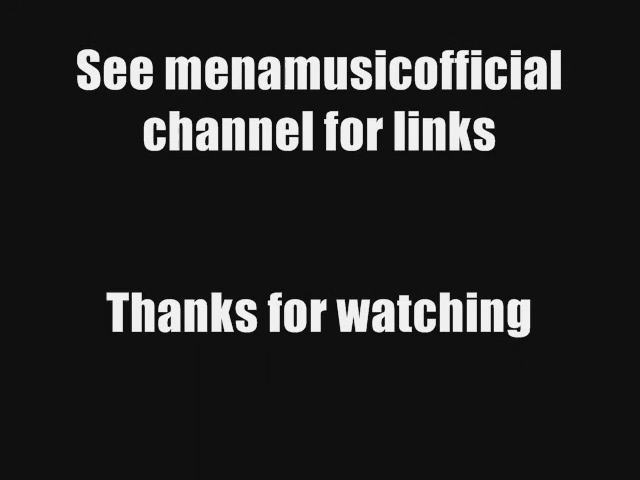 See menamusicofficial
channel for links
Thanks for watching